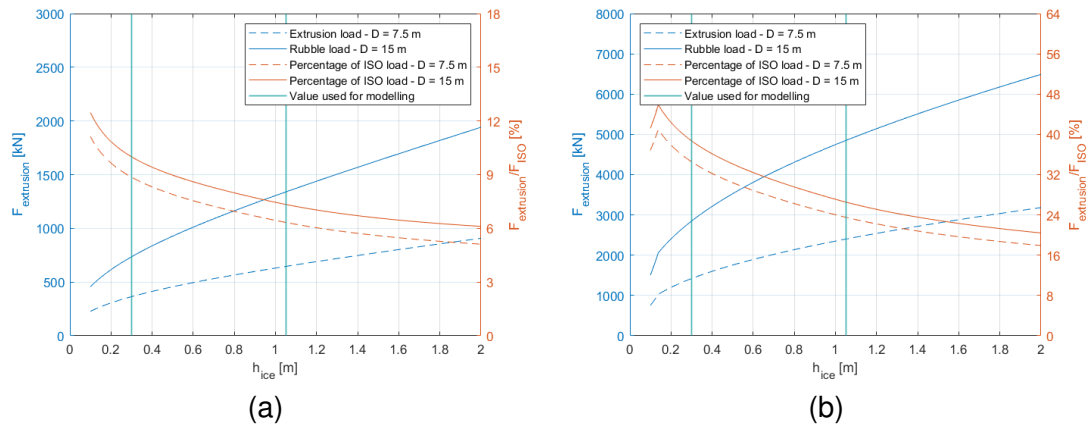 3000
2500
2000
1500
1000
500
0
F extrusion [kN]
18
15
12
9
6
3
0
F extrusion /F ISO [%]
Extrusion load - D = 7.5 m
Rubble load - D = 15 m
Percentage of ISO load - D = 7.5 m
Percentage of ISO load - D = 15 m
Value used for modelling
0 0.2 0.4 0.6 0.8 1 1.2 1.4 1.6 1.8 2
h ice [m]
(a)
8000
7000
6000
5000
4000
3000
2000
1000
0
F extrusion [kN]
64
56
48
40
32
24
16
8
0
F extrusion /F ISO [%]
Extrusion load - D = 7.5 m
Rubble load - D = 15 m
Percentage of ISO load - D = 7.5 m
Percentage of ISO load - D = 15 m
Value used for modelling
0 0.2 0.4 0.6 0.8 1 1.2 1.4 1.6 1.8 2
h ice [m]
(b)